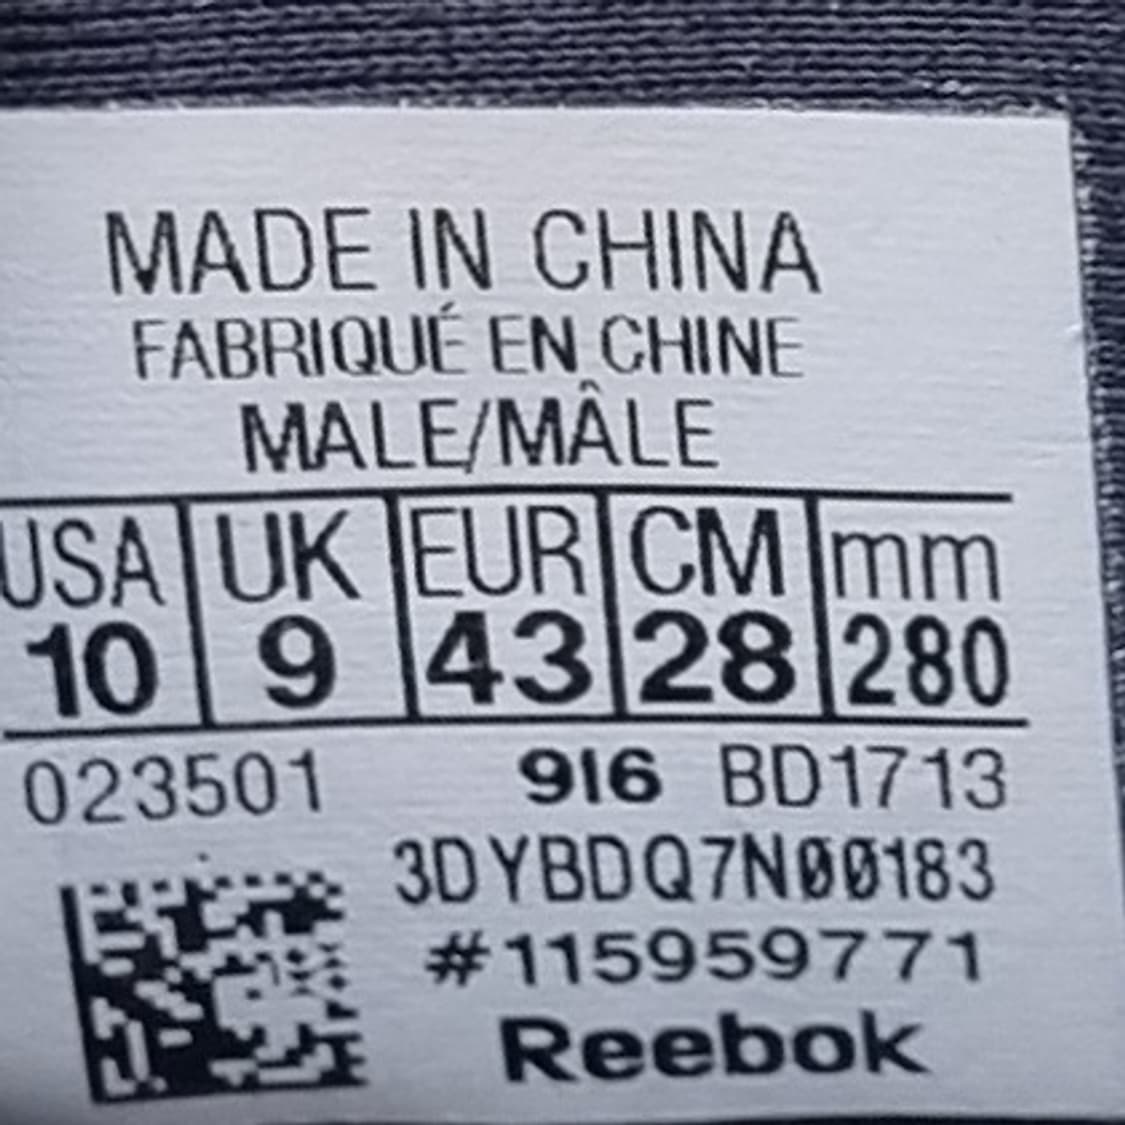 MADE IN CHINA
FABRIQUÉ EN CHINE
MALE/MÂLE
USA UK EUR CM mm
10 9 43 28 280
023501 916 BD1713
3DYBDQ7N00183
#115959771
Reebok